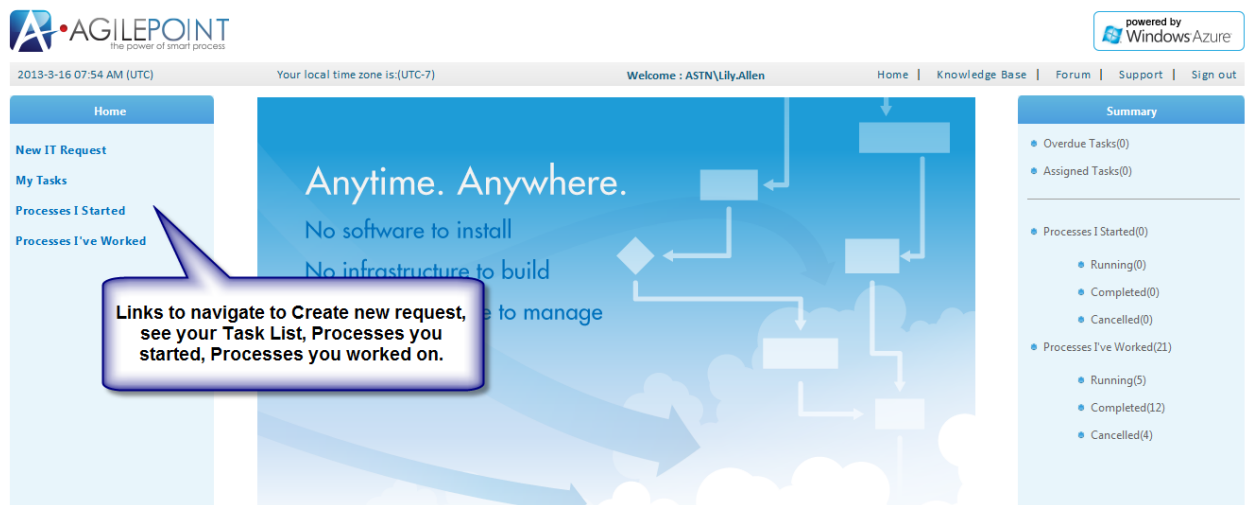 AGILEPOINT
the power of smart process
powered by
Windows Azure
2013-3-16 07:54 AM (UTC)
Your local time zone is:(UTC-7)
Welcome : ASTN\Lily.Allen
Home | Knowledge Base | Forum | Support | Sign out
Home
New IT Request
My Tasks
Processes I Started
Processes I've Worked
Links to navigate to Create new request,
see your Task List, Processes you
started, Processes you worked on.
Anytime. Anywhere.
No software to install
No infrastructure to build
to manage
Summary
Overdue Tasks(0)
Assigned Tasks(0)
Processes I Started(0)
Running(0)
Completed(0)
Cancelled(0)
Processes I've Worked(21)
Running(5)
Completed(12)
Cancelled(4)